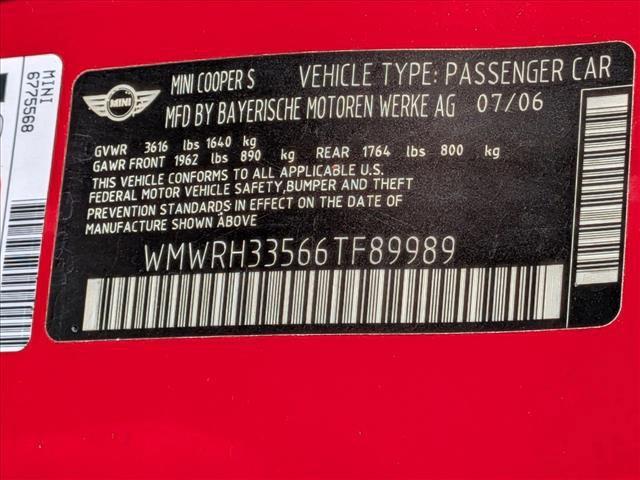 MINI
6775568
MINI
MINI COOPER S VEHICLE TYPE: PASSENGER CAR
MFD BY BAYERISCHE MOTOREN WERKE AG 07/06
GVWR 3616 lbs 1640 kg
GAWR FRONT 1962 lbs 890 kg REAR 1764 lbs 800 kg
THIS VEHICLE CONFORMS TO ALL APPLICABLE U.S.
FEDERAL MOTOR VEHICLE SAFETY,BUMPER AND THEFT
PREVENTION STANDARDS IN EFFECT ON THE DATE OF
MANUFACTURE SHOWN ABOVE.
WMWRH33566TF89989